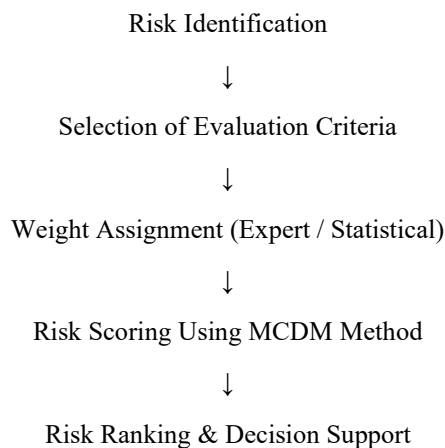 Risk Identification
↓
Selection of Evaluation Criteria
↓
Weight Assignment (Expert / Statistical)
↓
Risk Scoring Using MCDM Method
↓
Risk Ranking & Decision Support